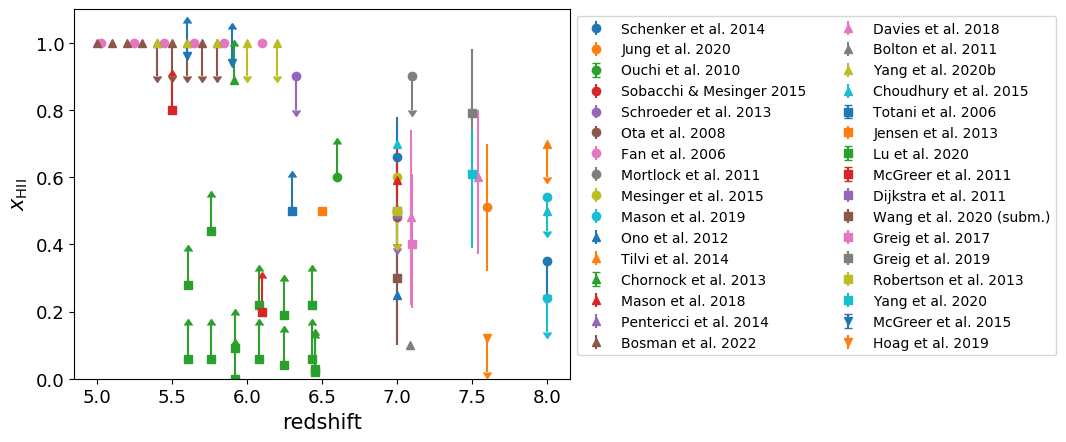 1.0
0.8
0.6
0.4
0.2
0.0
xHII
5.0 5.5 6.0 6.5 7.0 7.5 8.0
redshift
Schenker et al. 2014
Jung et al. 2020
Ouchi et al. 2010
Sobacchi & Mesinger 2015
Schroeder et al. 2013
Ota et al. 2008
Fan et al. 2006
Mortlock et al. 2011
Mesinger et al. 2015
Mason et al. 2019
Ono et al. 2012
Tilvi et al. 2014
Chornock et al. 2013
Mason et al. 2018
Pentericci et al. 2014
Bosman et al. 2022
Davies et al. 2018
Bolton et al. 2011
Yang et al. 2020b
Choudhury et al. 2015
Totani et al. 2006
Jensen et al. 2013
Lu et al. 2020
McGreer et al. 2011
Dijkstra et al. 2011
Wang et al. 2020 (subm.)
Greig et al. 2017
Greig et al. 2019
Robertson et al. 2013
Yang et al. 2020
McGreer et al. 2015
Hoag et al. 2019